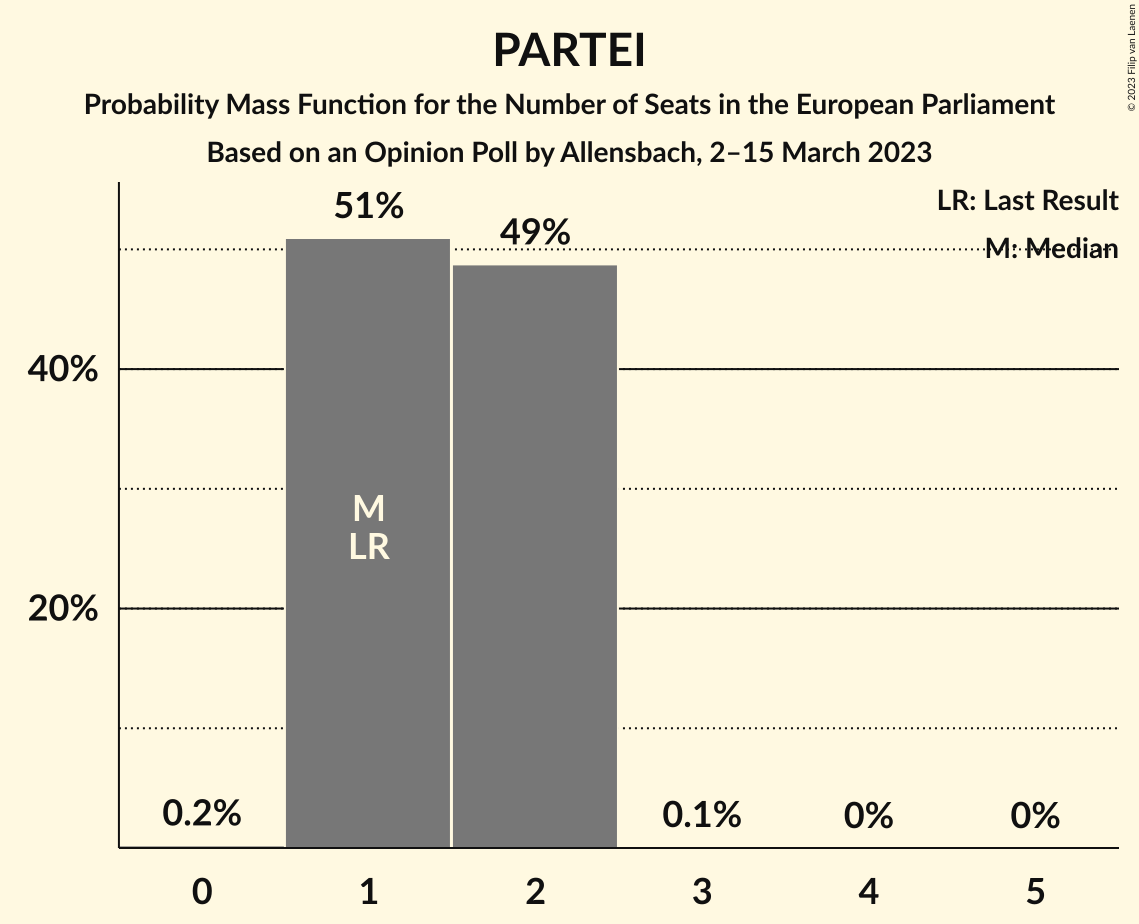 PARTEI
Probability Mass Function for the Number of Seats in the European Parliament
Based on an Opinion Poll by Allensbach, 2–15 March 2023
© 2023 Filip van Laenen
LR: Last Result
M: Median
51%
49%
40%
20%
M
LR
0.2%
0.1%
0%
0%
0
1
2
3
4
5